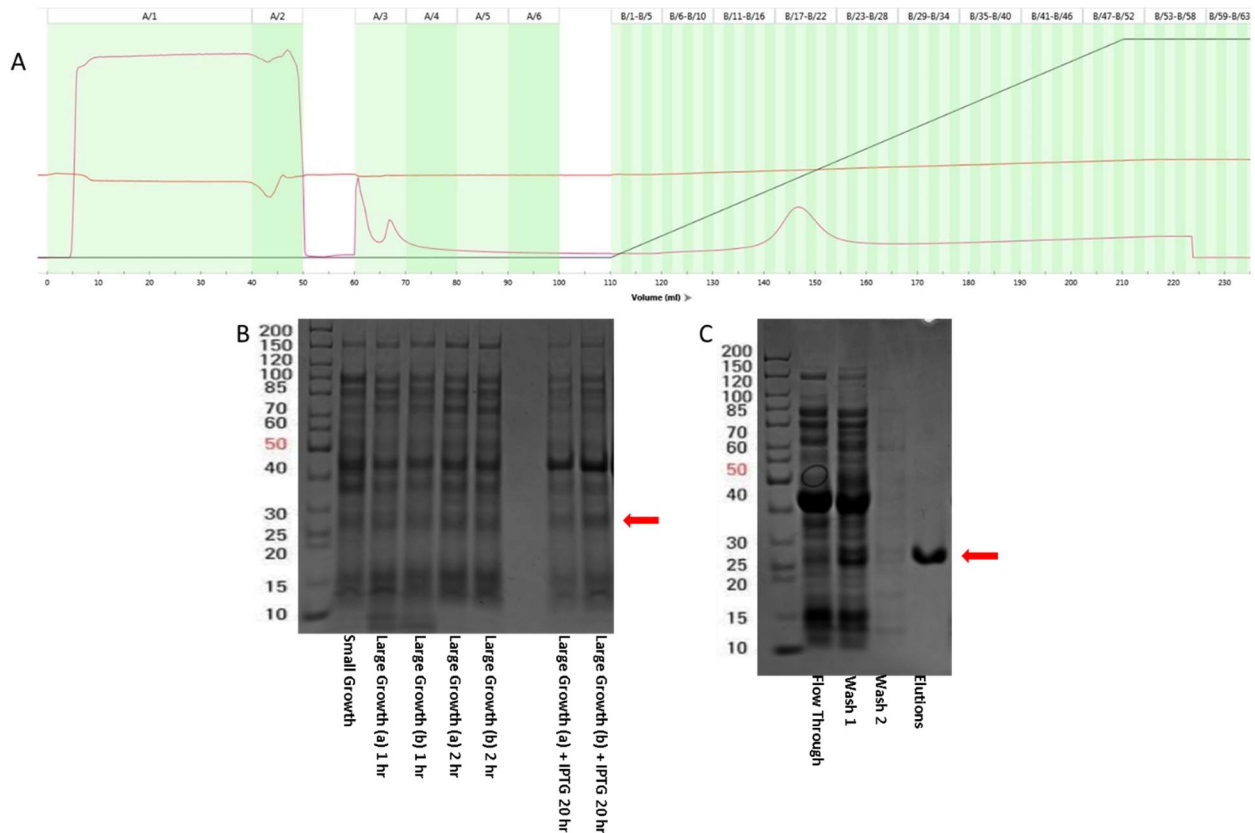 A/1 A/2 A/3 A/4 A/5 A/6 B/1-B/5 B/6-B/10 B/11-B/16 B/17-B/22 B/23-B/28 B/29-B/34 B/35-B/40 B/41-B/46 B/47-B/52 B/53-B/58 B/59-B/63
A
0 10 20 30 40 50 60 70 80 90 100 110 120 130 140 150 160 170 180 190 200 210 220 230
Volume (ml)
B
200
150
120
100
85
70
60
50
40
30
25
20
15
10
Small Growth
Large Growth (a) 1 hr
Large Growth (b) 1 hr
Large Growth (a) 2 hr
Large Growth (b) 2 hr
Large Growth (a) + IPTG 20 hr
Large Growth (b) + IPTG 20 hr
C
200
150
120
100
85
70
60
50
40
30
25
20
15
10
Flow Through
Wash 1
Wash 2
Elutions